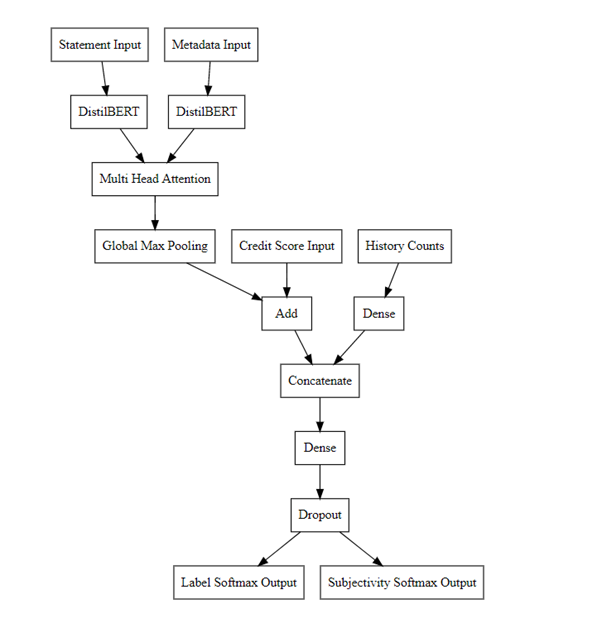 Statement Input
Metadata Input
DistilBERT
DistilBERT
Multi Head Attention
Global Max Pooling
Credit Score Input
History Counts
Add
Dense
Concatenate
Dense
Dropout
Label Softmax Output
Subjectivity Softmax Output